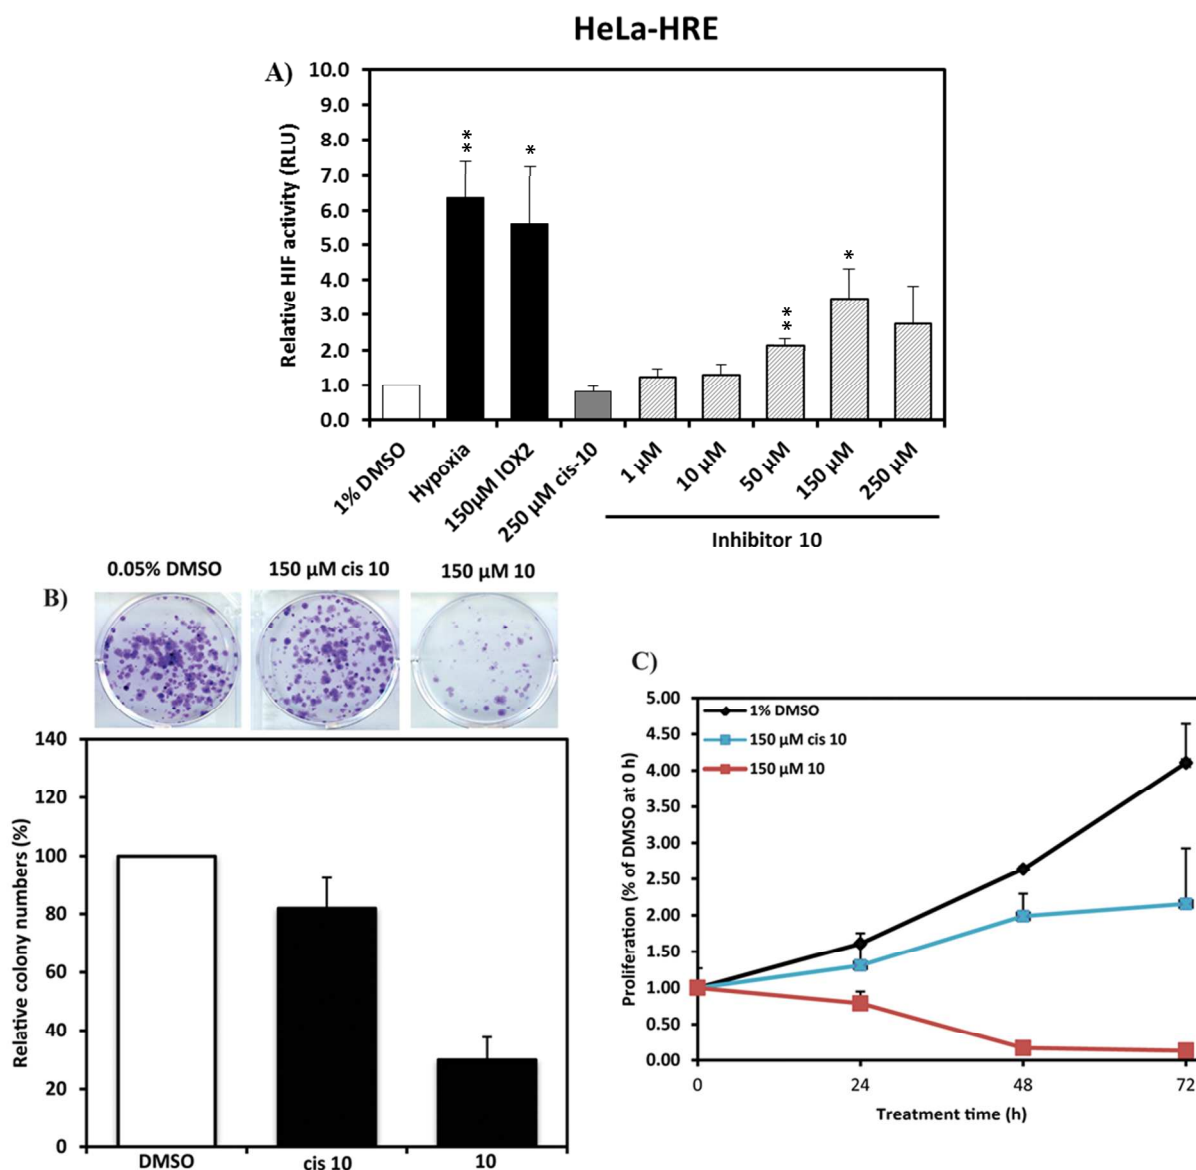 HeLa-HRE
A)
Relative HIF activity (RLU)
10.0
9.0
8.0
7.0
6.0
5.0
4.0
3.0
2.0
1.0
0.0
**
*
**
*
1% DMSO
Hypoxia
150µM IOX2
250 µM cis-10
1 µM
10 µM
50 µM
150 µM
250 µM
Inhibitor 10
B)
0.05% DMSO
150 µM cis 10
150 µM 10
Relative colony numbers (%)
140
120
100
80
60
40
20
0
DMSO
cis 10
10
C)
Proliferation (% of DMSO at 0 h)
5.00
4.50
4.00
3.50
3.00
2.50
2.00
1.50
1.00
0.50
0.00
1% DMSO
150 µM cis 10
150 µM 10
0
24
48
72
Treatment time (h)